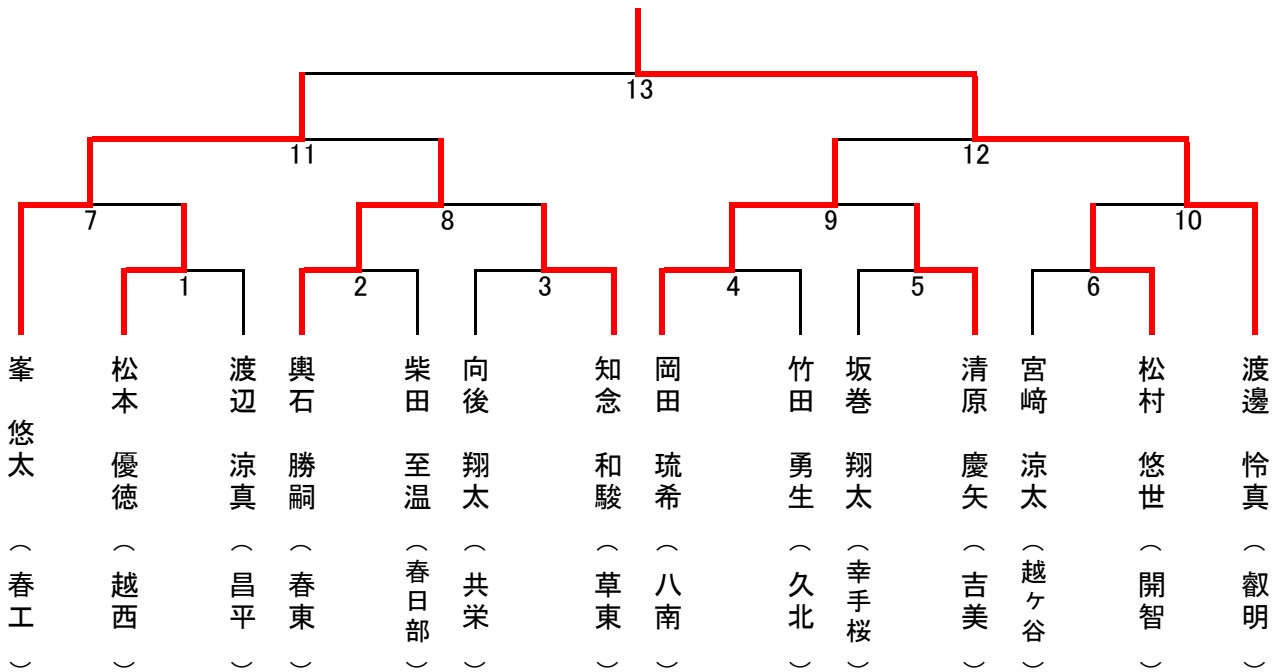 13
11
12
7
8
9
10
1
2
3
4
5
6
峯 悠太 （春工）
松本 優徳 （越西）
渡辺 涼真 （昌平）
輿石 勝嗣 （春東）
柴田 至温 （春日部）
向後 翔太 （共栄）
知念 和駿 （草東）
岡田 琉希 （八南）
竹田 勇生 （久北）
坂巻 翔太 （幸手桜）
清原 慶矢 （吉美）
宮﨑 涼太 （越ヶ谷）
松村 悠世 （開智）
渡邊 怜真 （叡明）